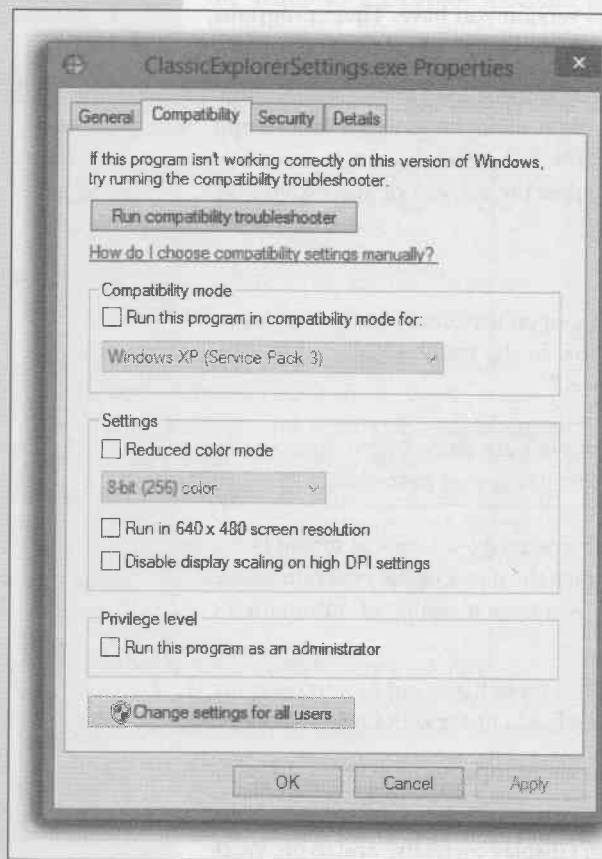 ClassicExplorerSettings.exe Properties
General Compatibility Security Details
If this program isn't working correctly on this version of Windows,
try running the compatibility troubleshooter.
Run compatibility troubleshooter
How do I choose compatibility settings manually?
Compatibility mode
Run this program in compatibility mode for:
Windows XP (Service Pack 3)
Settings
Reduced color mode
8-bit (256) color
Run in 640 x 480 screen resolution
Disable display scaling on high DPI settings
Privilege level
Run this program as an administrator
Change settings for all users
OK Cancel Apply